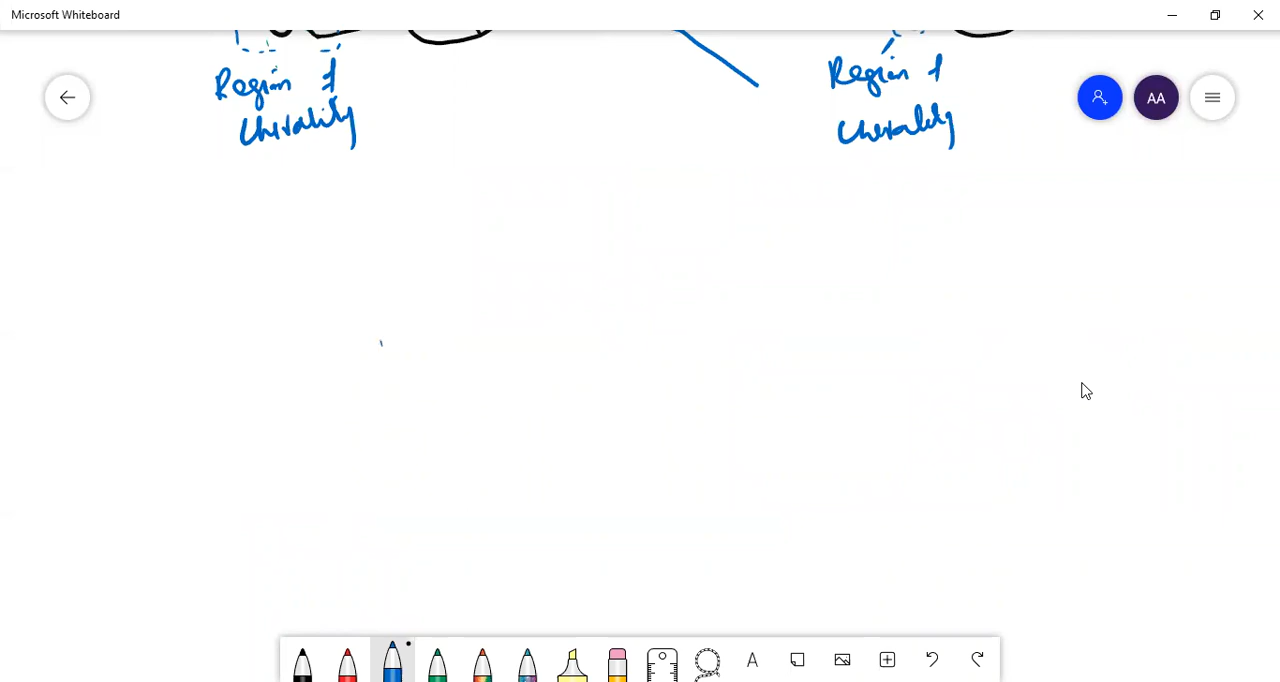 Microsoft Whiteboard
Region of
chirality
Region of
chirality
AA
A